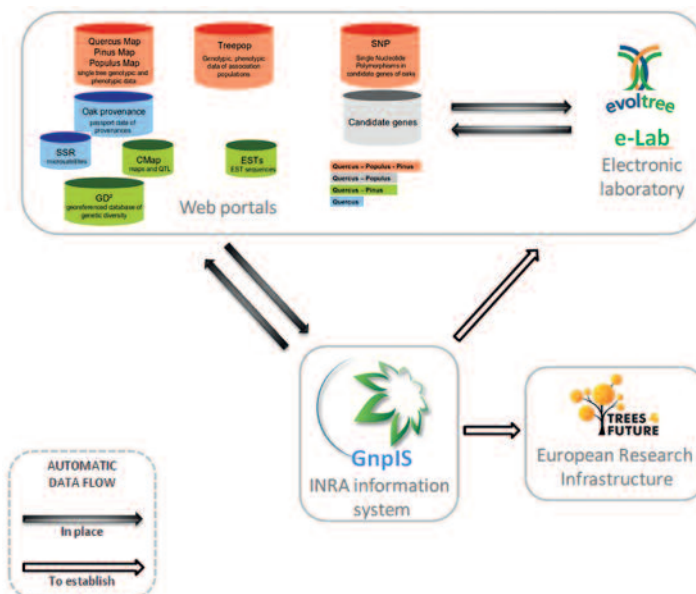 Quercus Map
Pinus Map
Populus Map
single tree genotypic and
phenotypic data
Treepop
Genotypic, phenotypic
data of association
populations
SNP
Single Nucleotide
Polymorphisms in
candidate genes of oaks
Oak provenance
passport data of
provenances
Candidate genes
SSR
microsatellites
CMap
maps and QTL
ESTs
EST sequences
GD²
georeferenced database of
genetic diversity
Quercus - Populus - Pinus
Quercus - Populus
Quercus - Pinus
Quercus
Web portals
evoltree
e-Lab
Electronic
laboratory
GnpIS
INRA information
system
TREES 4
FUTURE
European Research
Infrastructure
AUTOMATIC
DATA FLOW
In place
To establish